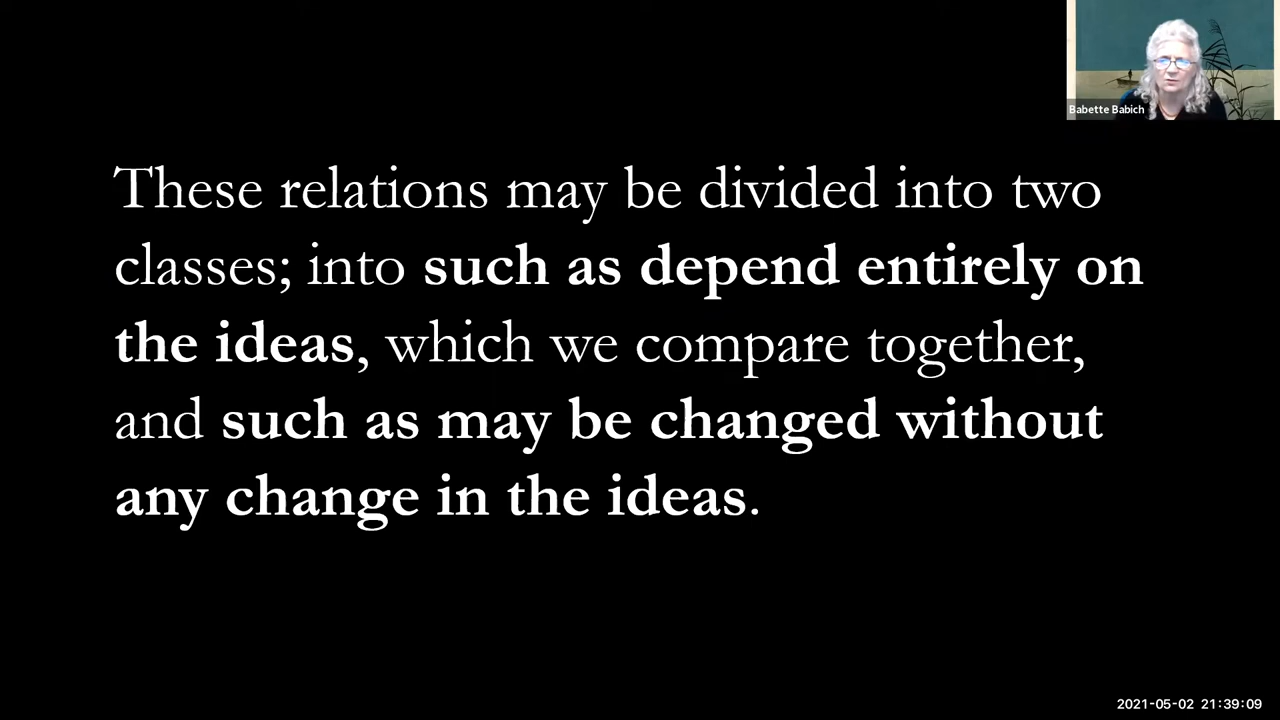 Babette Babich
These relations may be divided into two
classes; into such as depend entirely on
the ideas, which we compare together,
and such as may be changed without
any change in the ideas.
2021-05-02 21:39:09